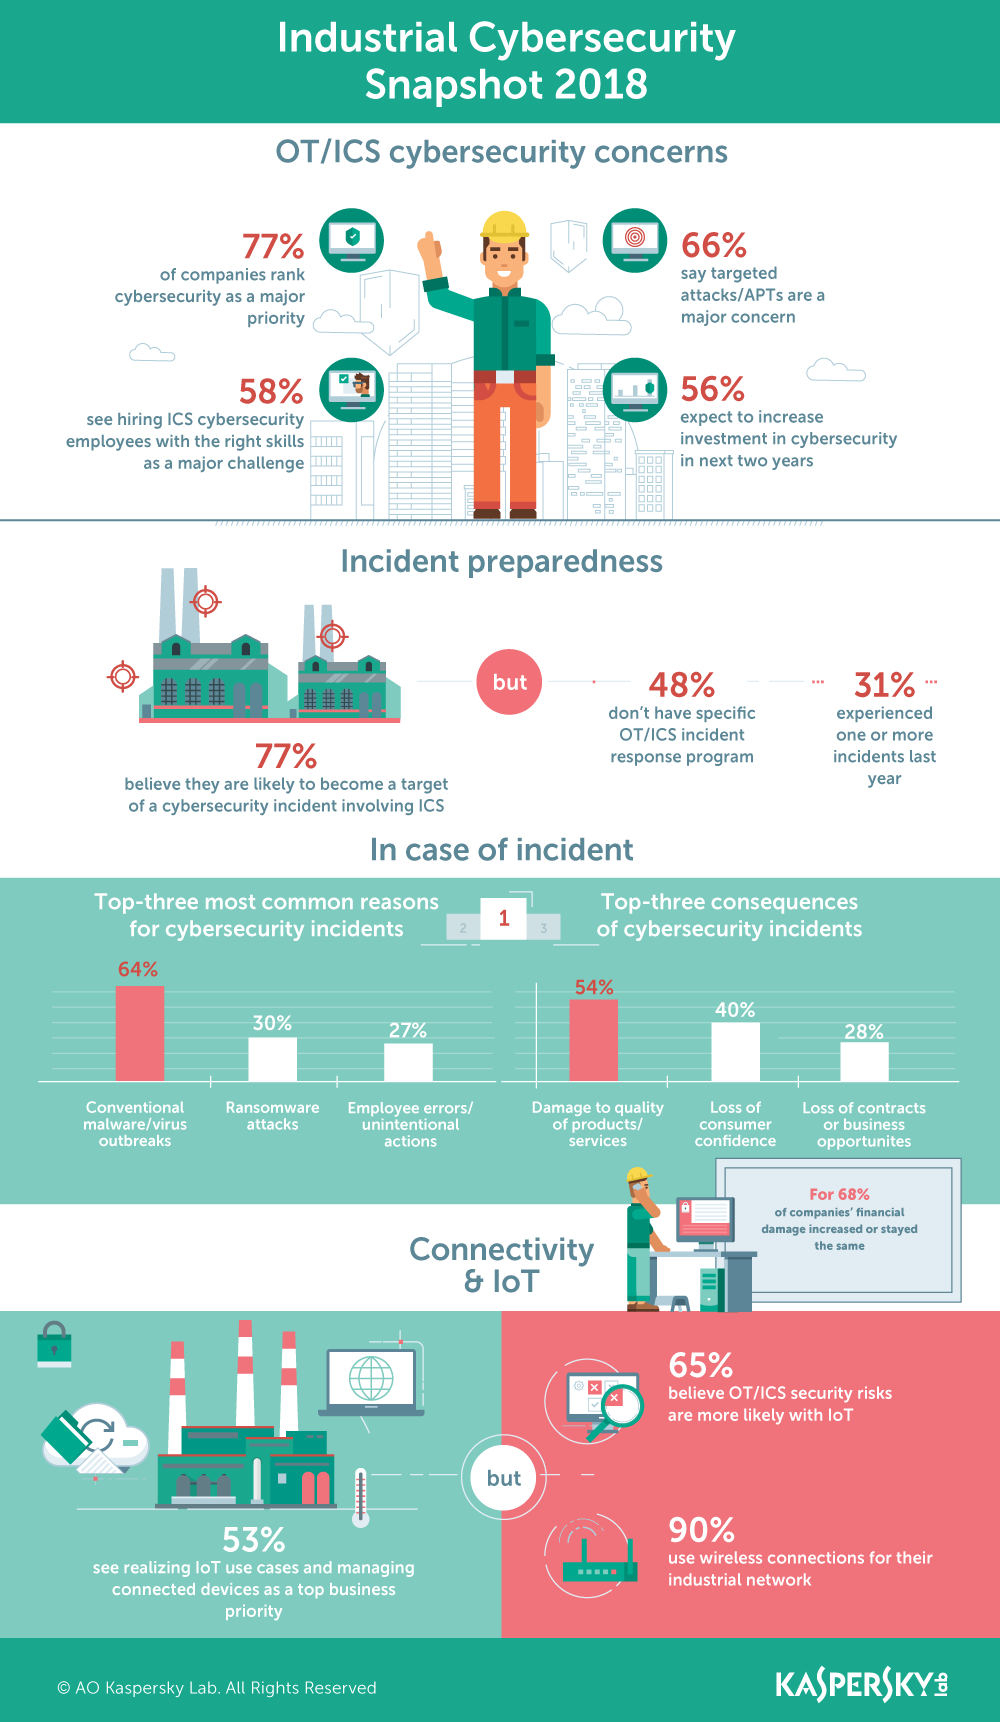 Industrial Cybersecurity
Snapshot 2018
OT/ICS cybersecurity concerns
77%
of companies rank
cybersecurity as a major
priority
66%
say targeted
attacks/APTs are a
major concern
58%
see hiring ICS cybersecurity
employees with the right skills
as a major challenge
56%
expect to increase
investment in cybersecurity
in next two years
Incident preparedness
77%
believe they are likely to become a target
of a cybersecurity incident involving ICS
but
48%
don't have specific
OT/ICS incident
response program
31%
experienced
one or more
incidents last
year
In case of incident
Top-three most common reasons
for cybersecurity incidents
2
1
3
Top-three consequences
of cybersecurity incidents
64%
30%
27%
Conventional
malware/virus
outbreaks
Ransomware
attacks
Employee errors/
unintentional
actions
54%
40%
28%
Damage to quality
of products/
services
Loss of
consumer
confidence
Loss of contracts
or business
opportunites
For 68%
of companies' financial
damage increased or stayed
the same
Connectivity
& IoT
53%
see realizing IoT use cases and managing
connected devices as a top business
priority
but
65%
believe OT/ICS security risks
are more likely with IoT
90%
use wireless connections for their
industrial network
© AO Kaspersky Lab. All Rights Reserved
KASPERSKY lab